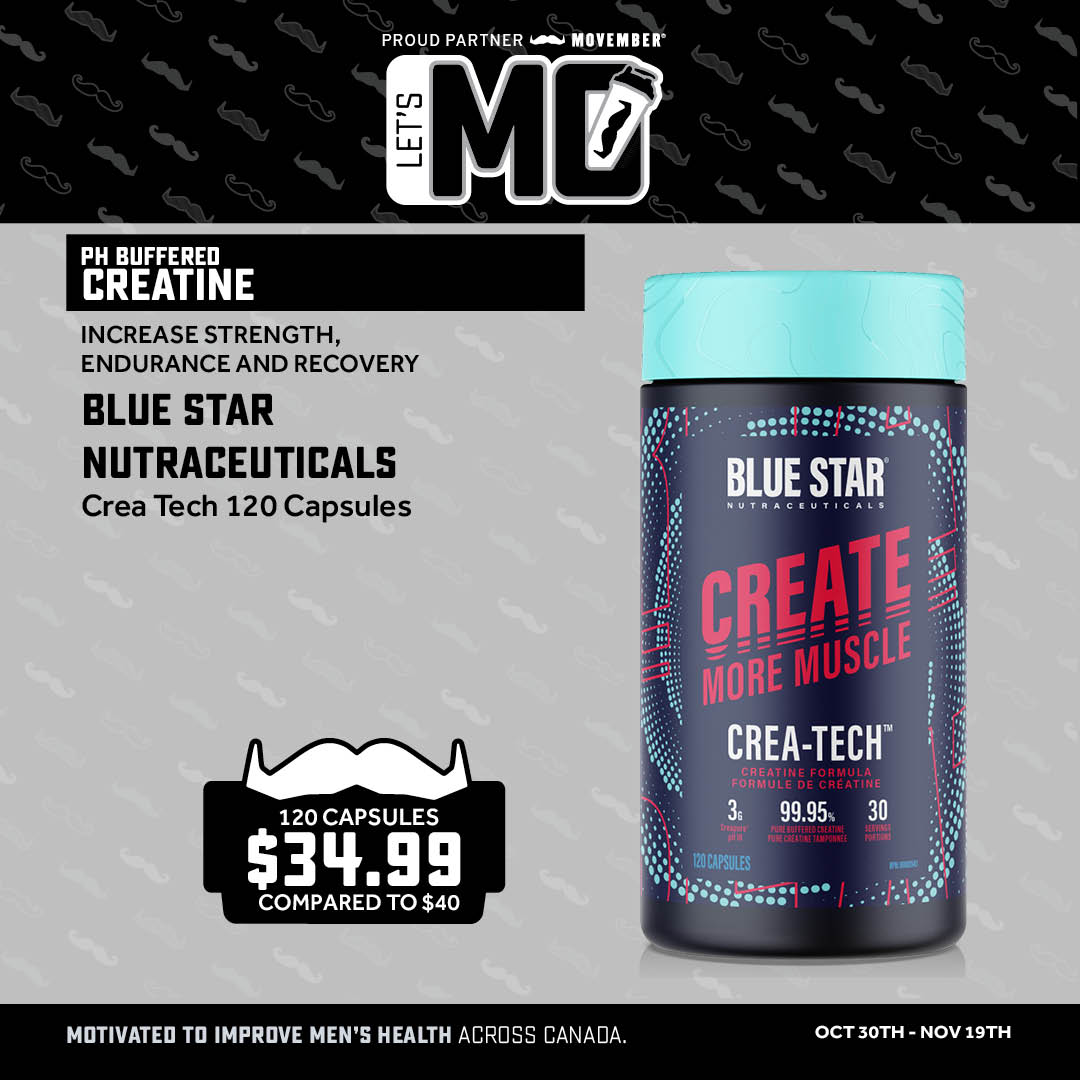 PROUD PARTNER MOVEMBER®
LET'S MO
PH BUFFERED
CREATINE
INCREASE STRENGTH,
ENDURANCE AND RECOVERY
BLUE STAR
NUTRACEUTICALS
Crea Tech 120 Capsules
120 CAPSULES
$34.99
COMPARED TO $40
BLUE STAR®
NUTRACEUTICALS
CREATE
MORE MUSCLE
CREA-TECH™
CREATINE FORMULA
FORMULE DE CRÉATINE
3G 99.95% 30
Creapure® PURE BUFFERED CREATINE SERVINGS
pH10 PURE CRÉATINE TAMPONNÉE PORTIONS
120 CAPSULES
MOTIVATED TO IMPROVE MEN'S HEALTH ACROSS CANADA.
OCT 30TH - NOV 19TH